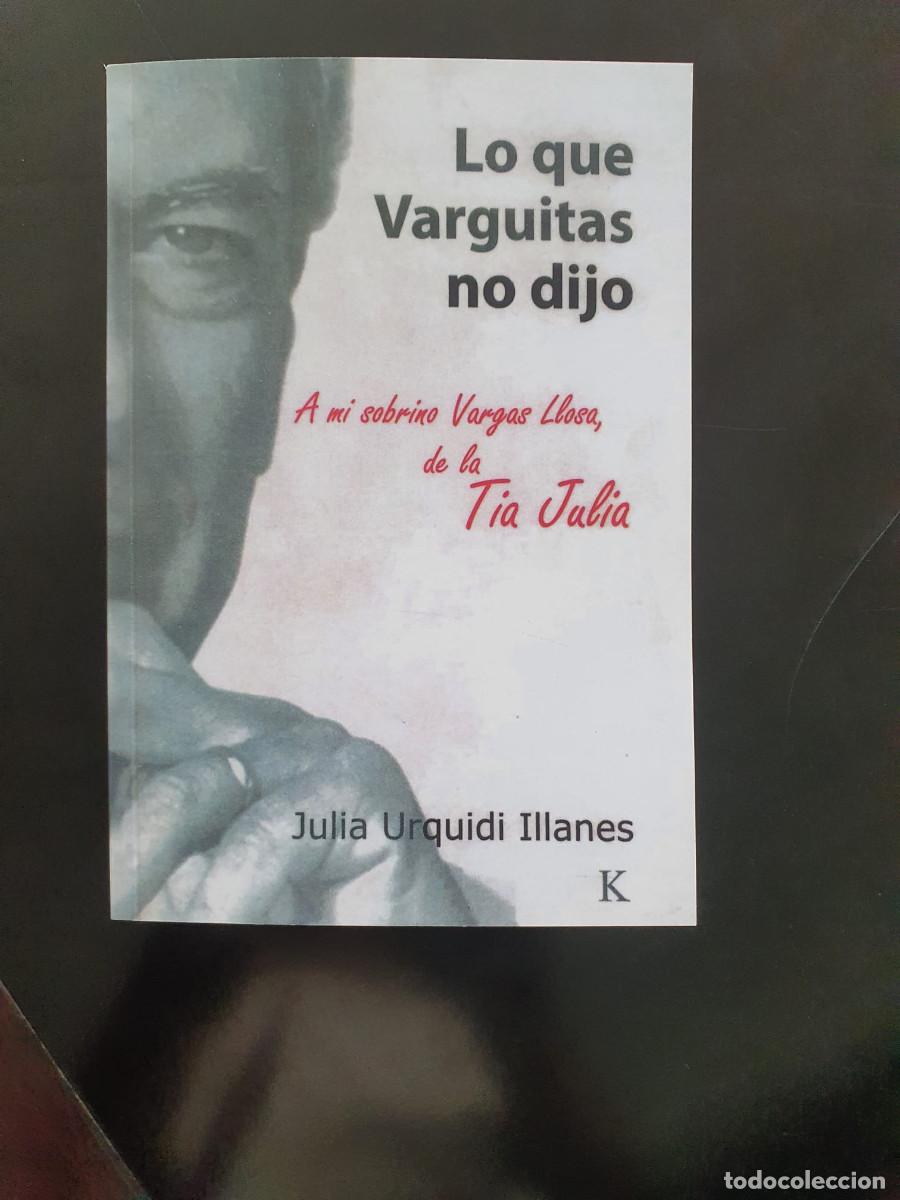 Lo que
Varguitas
no dijo
A mi sobrino Vargas Llosa,
de la
Tia Julia
Julia Urquidi Illanes
K
todocoleccion